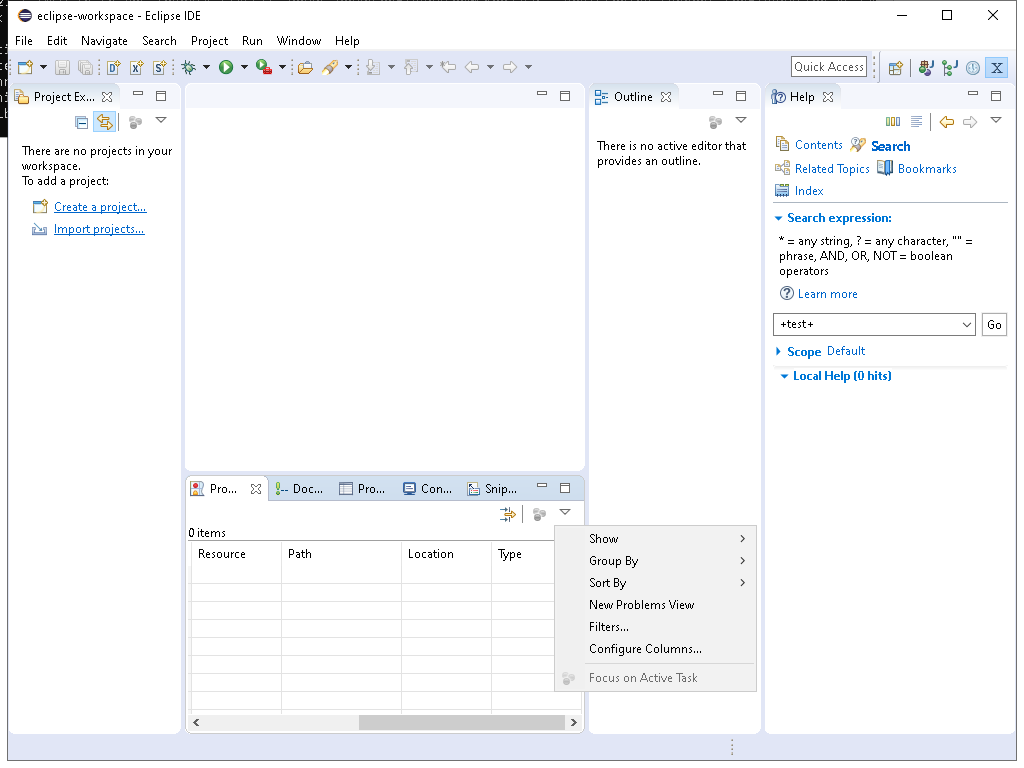 eclipse-workspace - Eclipse IDE
File Edit Navigate Search Project Run Window Help
Quick Access
Project Ex...
There are no projects in your
workspace.
To add a project:
Create a project...
Import projects...
Outline
There is no active editor that
provides an outline.
Help
Contents Search
Related Topics Bookmarks
Index
Search expression:
* = any string, ? = any character, "" =
phrase, AND, OR, NOT = boolean
operators
Learn more
+test+ Go
Scope Default
Local Help (0 hits)
Pro... Doc... Pro... Con... Snip...
0 items
Resource Path Location Type
Show
Group By
Sort By
New Problems View
Filters...
Configure Columns...
Focus on Active Task